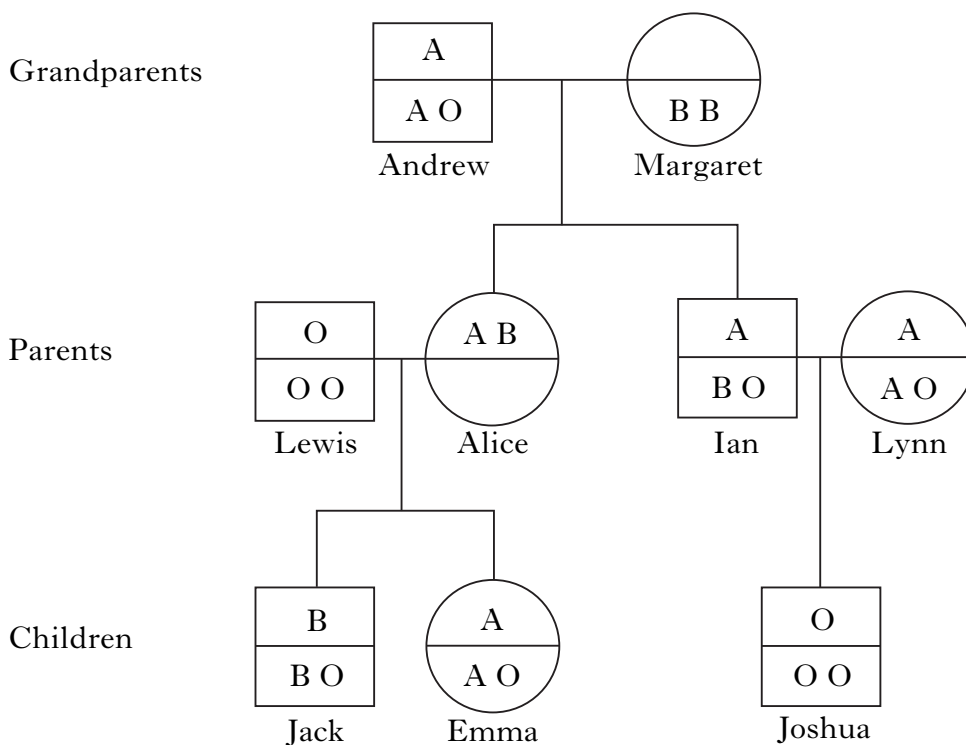 Grandparents
A
A O
B B
Andrew
Margaret
Parents
O
A B
A
A
O O
B O
A O
Lewis
Alice
Ian
Lynn
Children
B
A
O
B O
A O
O O
Jack
Emma
Joshua